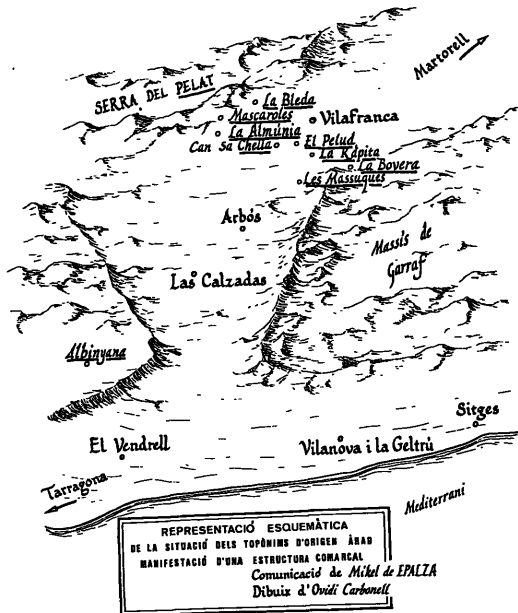 Martorell
SERRA DEL PELAT
La Bleda
Mascaroles
Vilafranca
La Almúnia
El Pelud
Can Sa Chella
La Kápita
La Bovera
Les Massuques
Arbós
Massís de
Garraf
Las Calzadas
Albinyana
Sitges
El Vendrell
Vilanova i la Geltrù
Tarragona
Mediterrani
REPRESENTACIÓ ESQUEMÀTICA
DE LA SITUACIÓ DELS TOPÒNIMS D'ORIGEN ÀRAB
MANIFESTACIÓ D'UNA ESTRUCTURA COMARCAL
Comunicació de Mikel de EPALZA
Dibuix d'Ovidi Carbonell